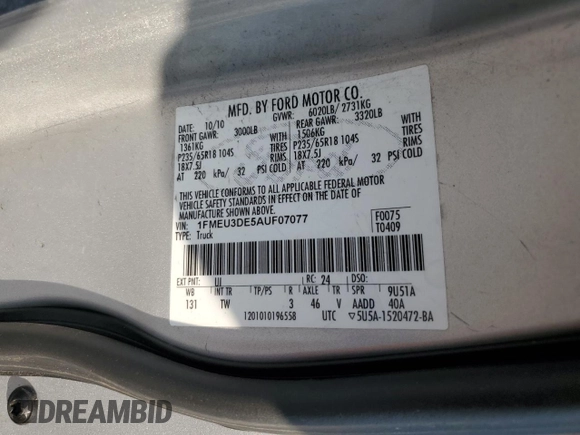 MFD. BY FORD MOTOR CO.
DATE: 10/10 GVWR: 6020LB/ 2731KG
FRONT GAWR: 3000LB REAR GAWR: 3320LB
1361KG WITH 1506KG WITH
P235/65R18 104S TIRES P235/65R18 104S TIRES
18X7.5J RIMS 18X7.5J RIMS
AT 220 kPa/ 32 PSI COLD AT 220 kPa/ 32 PSI COLD
THIS VEHICLE CONFORMS TO ALL APPLICABLE FEDERAL MOTOR
VEHICLE SAFETY STANDARDS IN EFFECT ON THE DATE OF
MANUFACTURE SHOWN ABOVE.
VIN: 1FMEU3DE5AUF07077 F0075
TYPE: Truck T0409
EXT PNT: UI RC: 24 DSO:
WB INT TR TP/PS R AXLE TR SPR 9U51A
131 TW 3 46 V AADD 40A
1201010196558 UTC ▽5U5A-1520472-BA
DREAMBID